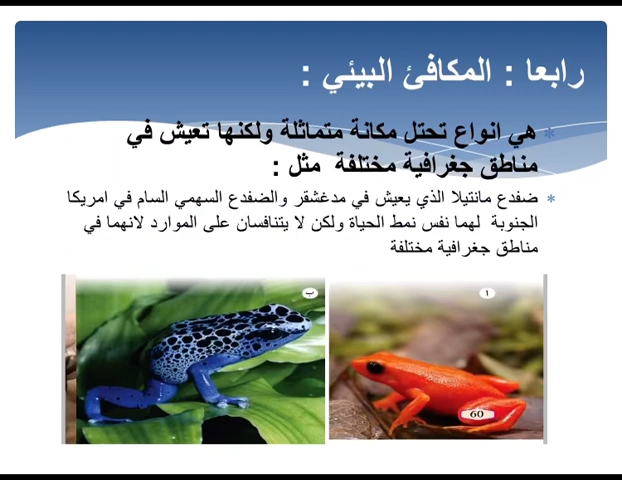 رابعا : المكافئ البيئي :
هي انواع تحتل مكانة متماثلة ولكنها تعيش في
مناطق جغرافية مختلفة مثل :
ضفدع مانتيلا الذي يعيش في مدغشقر والضفدع السهمي السام في امريكا
الجنوبة لهما نفس نمط الحياة ولكن لا يتنافسان على الموارد لانهما في
مناطق جغرافية مختلفة
أ
ب
60